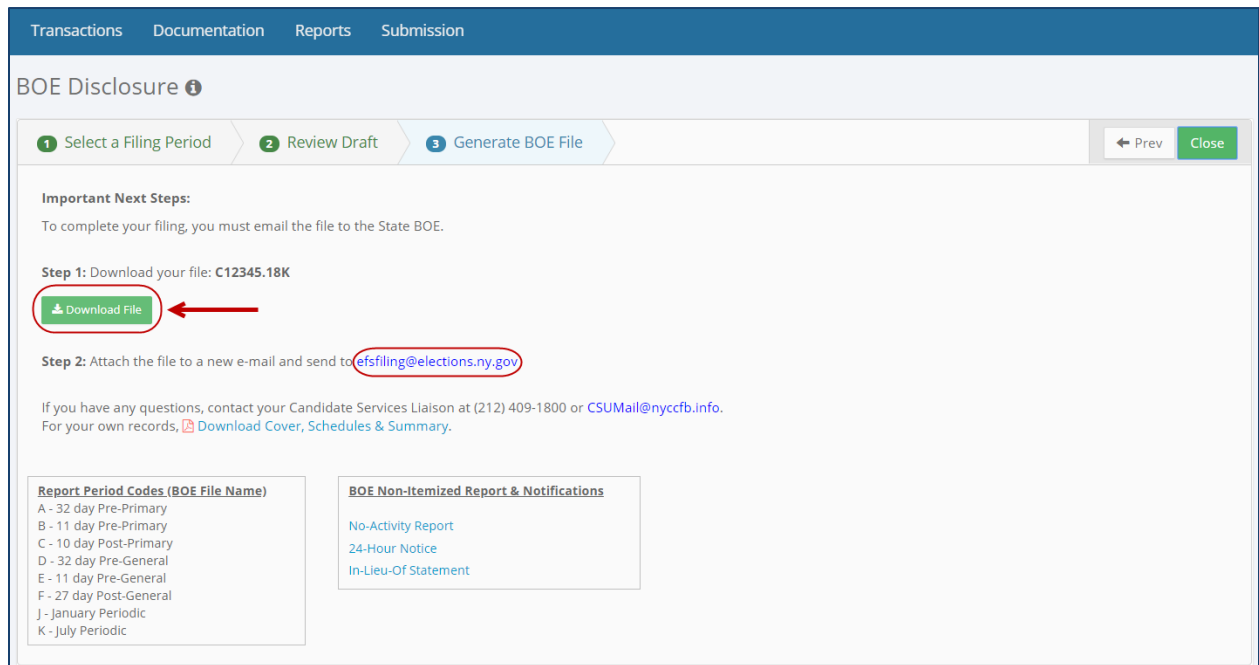 Transactions Documentation Reports Submission
BOE Disclosure
1 Select a Filing Period 2 Review Draft 3 Generate BOE File Prev Close
Important Next Steps:
To complete your filing, you must email the file to the State BOE.
Step 1: Download your file: C12345.18K
Download File
Step 2: Attach the file to a new e-mail and send to efsfiling@elections.ny.gov
If you have any questions, contact your Candidate Services Liaison at (212) 409-1800 or CSUMail@nyccfb.info.
For your own records, Download Cover, Schedules & Summary.
Report Period Codes (BOE File Name)
A - 32 day Pre-Primary
B - 11 day Pre-Primary
C - 10 day Post-Primary
D - 32 day Pre-General
E - 11 day Pre-General
F - 27 day Post-General
J - January Periodic
K - July Periodic
BOE Non-Itemized Report & Notifications
No-Activity Report
24-Hour Notice
In-Lieu-Of Statement